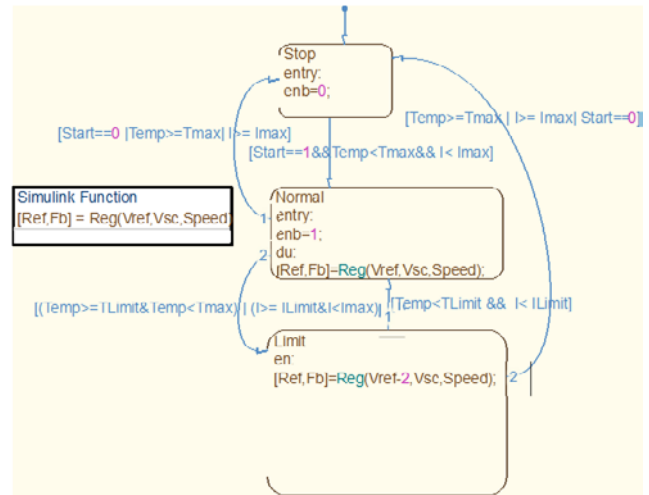 Stop
entry:
enb=0;
[Temp>=Tmax | I>= Imax| Start==0]
[Start==0 |Temp>=Tmax| I>= Imax]
[Start==1&&Temp<Tmax&& I< Imax]
Simulink Function
[Ref,Fb] = Reg(Vref,Vsc,Speed)
Normal
1
entry:
enb=1;
2
du:
[Ref,Fb]=Reg(Vref,Vsc,Speed);
[(Temp>=TLimit&Temp<Tmax) | (I>= ILimit&I<Imax)]
[Temp<TLimit && I< ILimit]
1
Limit
en:
[Ref,Fb]=Reg(Vref-2,Vsc,Speed);
2